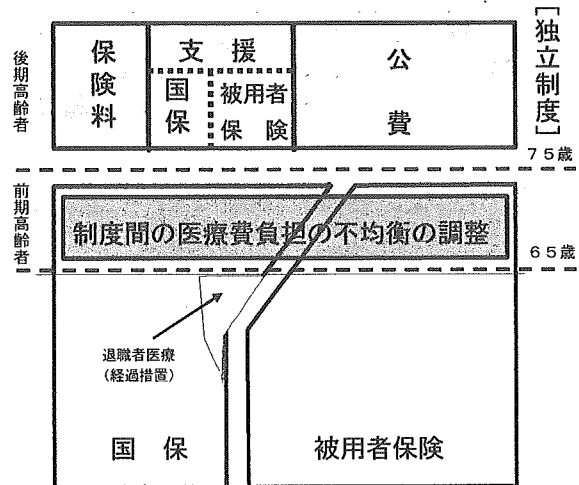 [独立制度]
後期高齢者
保険料
支 援
国保
被用者
保 険
公
費
75歳
前期高齢者
制度間の医療費負担の不均衡の調整
65歳
退職者医療
(経過措置)
国 保
被用者保険